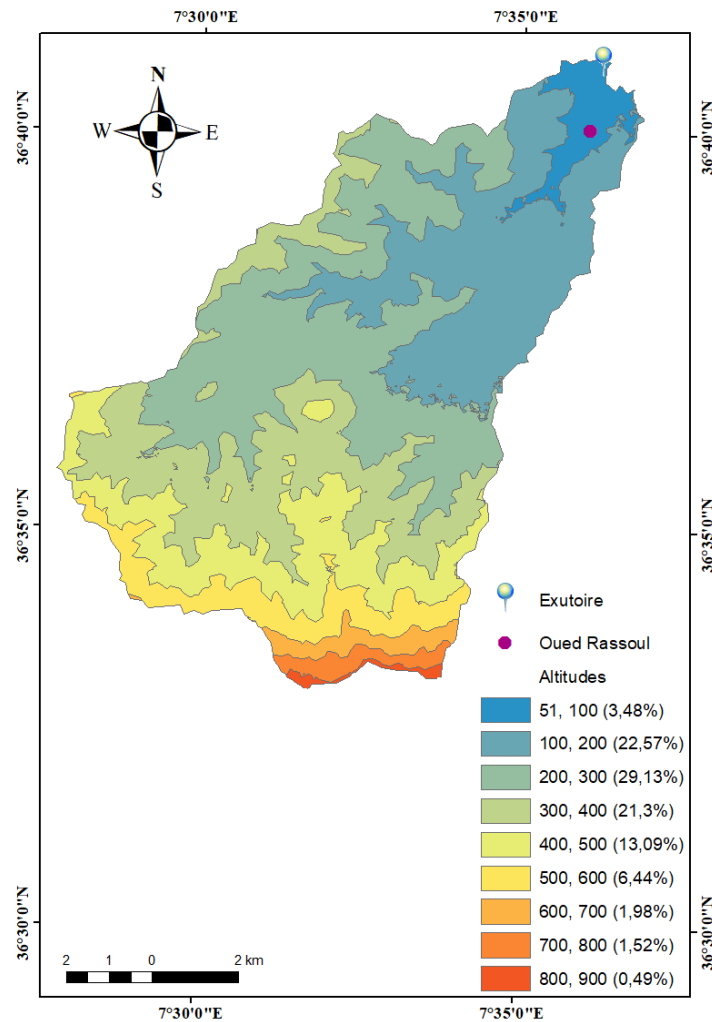 7°30'0"E 7°35'0"E
N
W E
S
36°40'0"N 36°40'0"N
36°35'0"N 36°35'0"N
Exutoire
Oued Rassoul
Altitudes
51, 100 (3,48%)
100, 200 (22,57%)
200, 300 (29,13%)
300, 400 (21,3%)
400, 500 (13,09%)
500, 600 (6,44%)
600, 700 (1,98%)
700, 800 (1,52%)
800, 900 (0,49%)
36°30'0"N 36°30'0"N
2 1 0 2 km
7°30'0"E 7°35'0"E